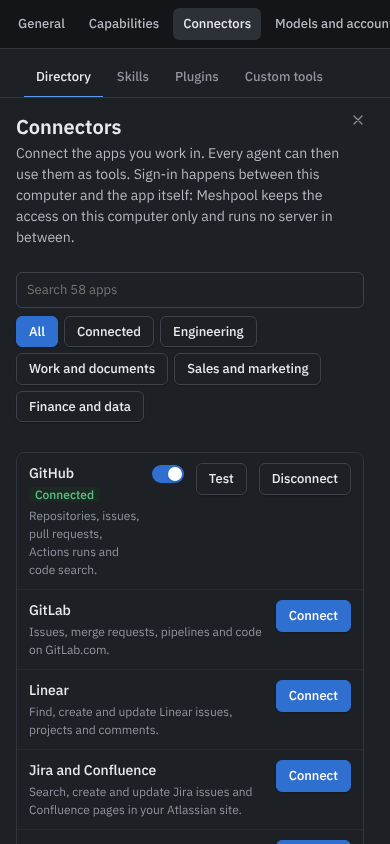 General Capabilities Connectors Models and accoun
Directory Skills Plugins Custom tools
Connectors
Connect the apps you work in. Every agent can then
use them as tools. Sign-in happens between this
computer and the app itself: Meshpool keeps the
access on this computer only and runs no server in
between.
Search 58 apps
All Connected Engineering
Work and documents Sales and marketing
Finance and data
GitHub
Connected
Test Disconnect
Repositories, issues,
pull requests,
Actions runs and
code search.
GitLab
Issues, merge requests, pipelines and code
on GitLab.com.
Connect
Linear
Find, create and update Linear issues,
projects and comments.
Connect
Jira and Confluence
Search, create and update Jira issues and
Confluence pages in your Atlassian site.
Connect